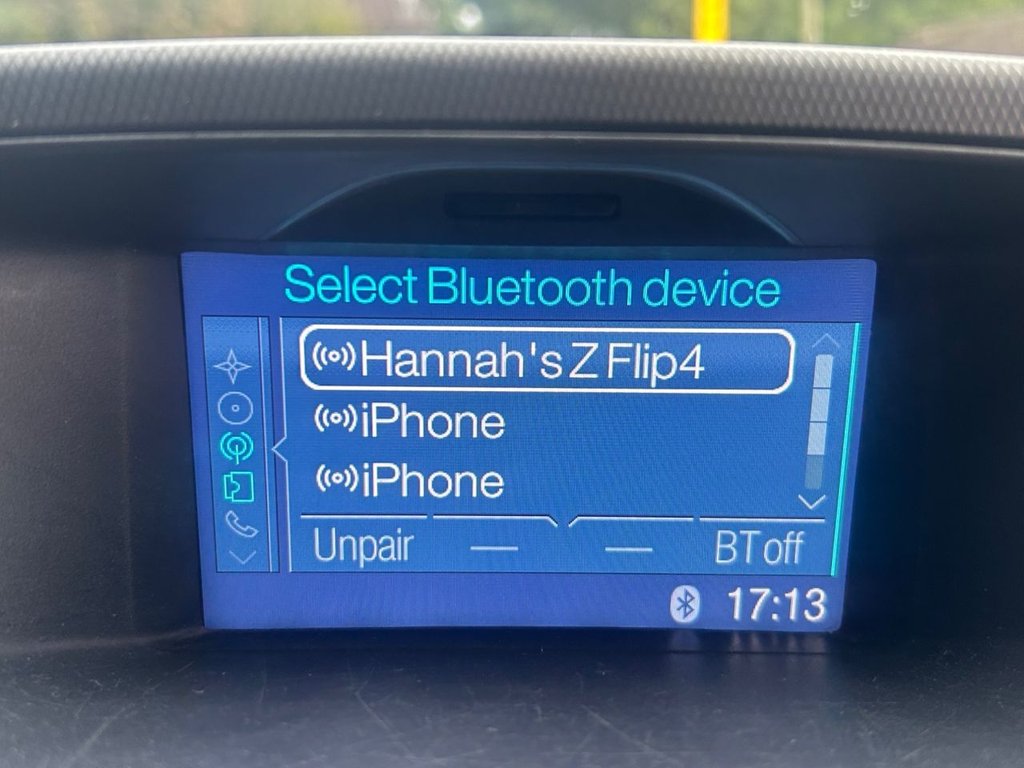 Select Bluetooth device
Hannah's Z Flip4
iPhone
iPhone
Unpair
BT off
17:13